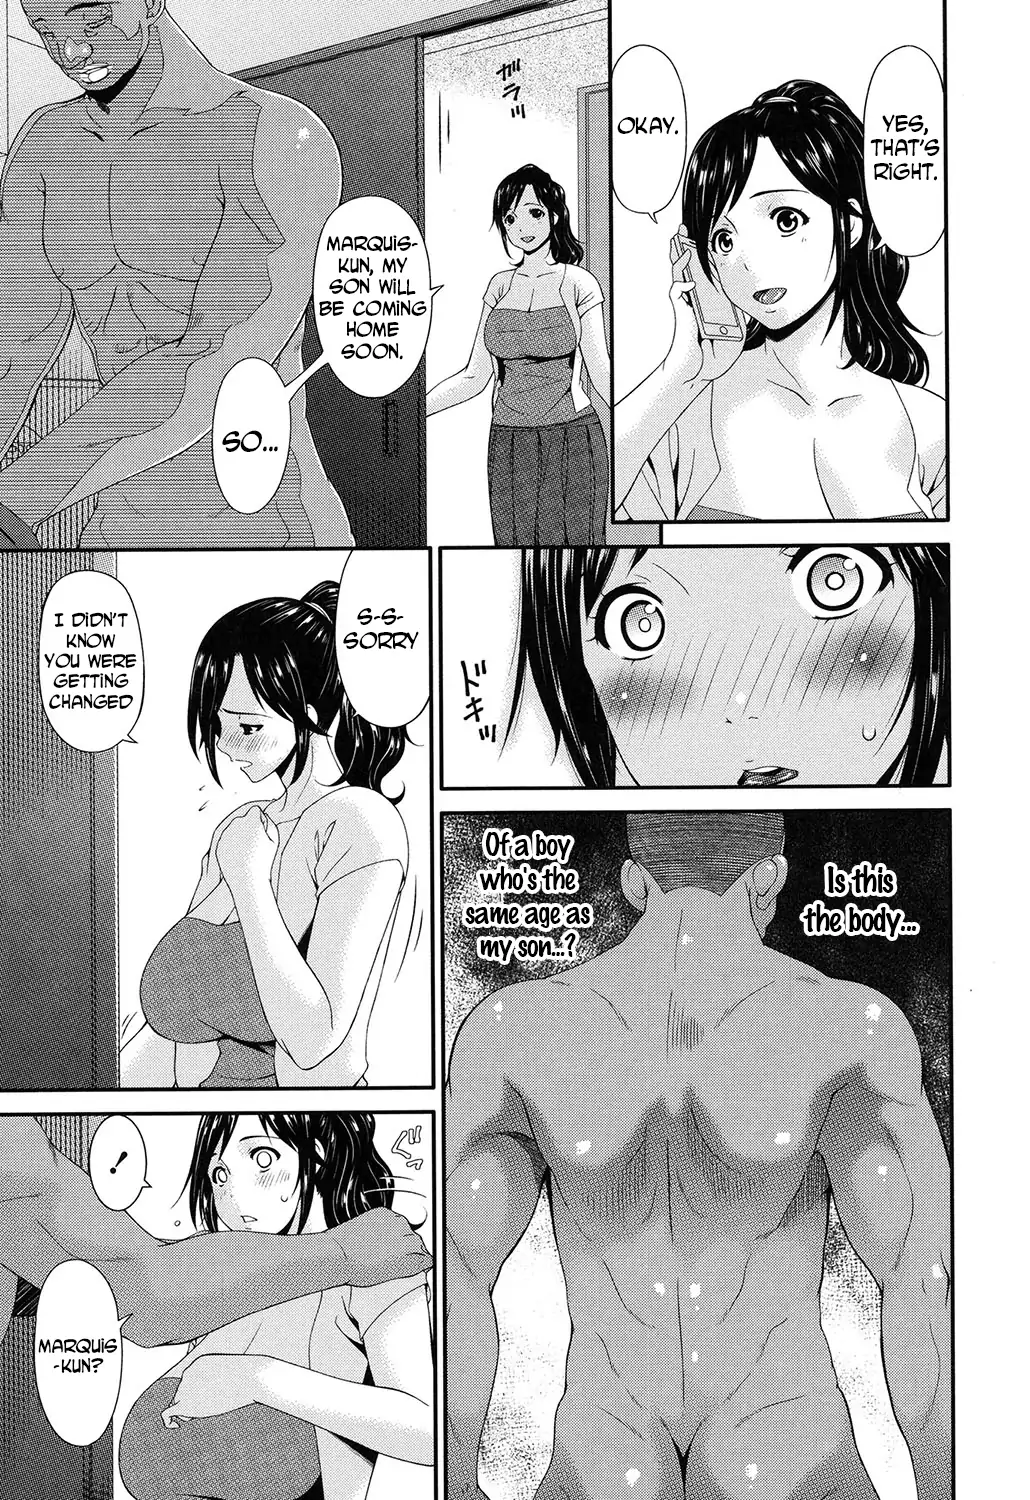 YES,
THAT'S
RIGHT.
OKAY.
ガラッ
MARQUIS-
KUN, MY
SON WILL
BE COMING
HOME
SOON.
SO...
ドキッ
S-S-
SORRY
I DIDN'T
KNOW
YOU WERE
GETTING
CHANGED
Is this
the body...
Of a boy
who's the
same age as
my son...?
ぐっ
!
MARQUIS
-KUN?